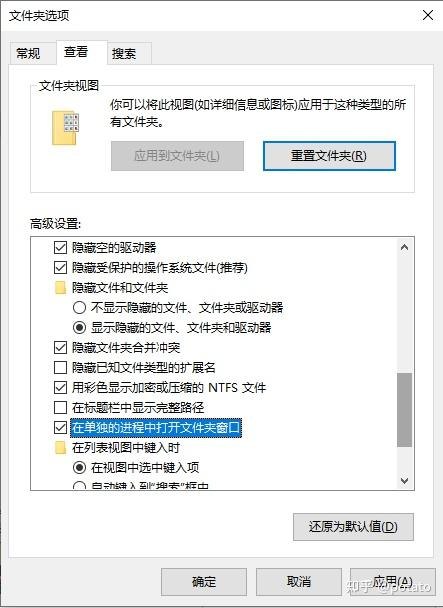 文件夹选项
常规
查看
搜索
文件夹视图
你可以将此视图(如详细信息或图标)应用于这种类型的所
有文件夹。
应用到文件夹(L)
重置文件夹(R)
高级设置:
隐藏空的驱动器
隐藏受保护的操作系统文件(推荐)
隐藏文件和文件夹
不显示隐藏的文件、文件夹或驱动器
显示隐藏的文件、文件夹和驱动器
隐藏文件夹合并冲突
隐藏已知文件类型的扩展名
用彩色显示加密或压缩的 NTFS 文件
在标题栏中显示完整路径
在单独的进程中打开文件夹窗口
在列表视图中键入时
在视图中选中键入项
自动键入到"搜索"框中
还原为默认值(D)
确定
取消
应用(A)
知乎 @potato